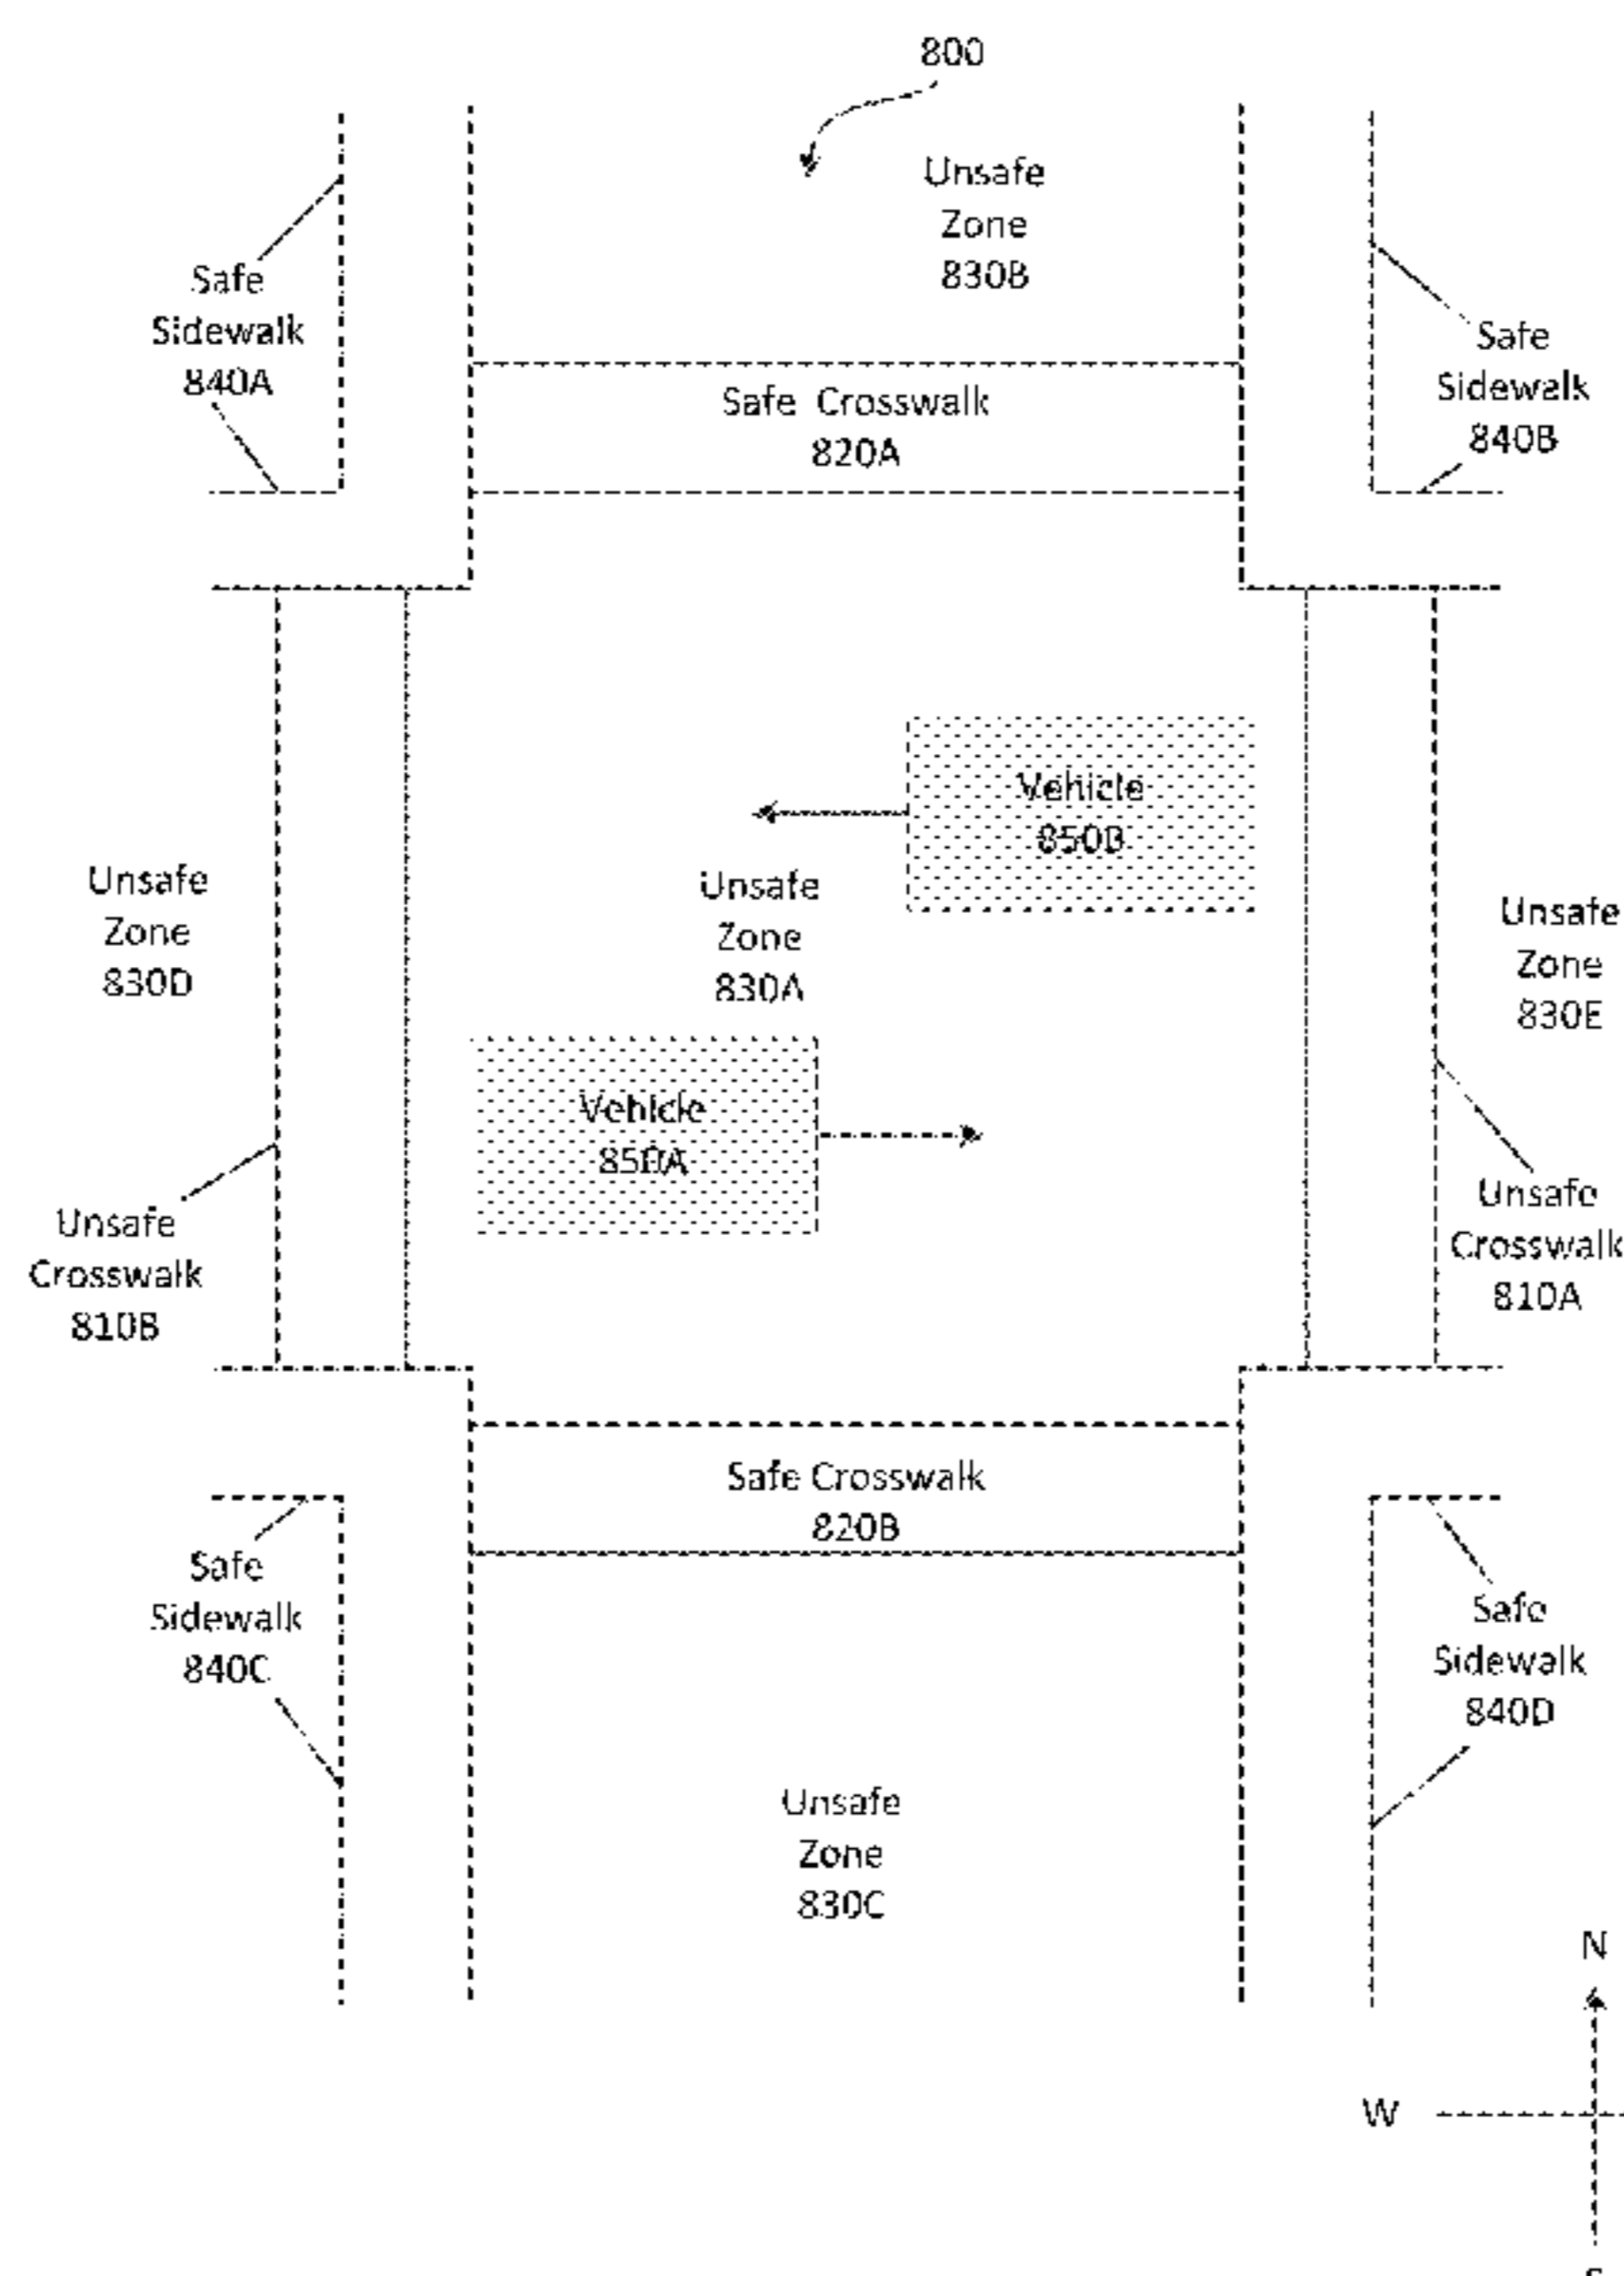 800
Unsafe
Zone
830B
Safe
Sidewalk
840A
Safe
Sidewalk
840B
Safe Crosswalk
820A
Vehicle
850B
Unsafe
Zone
830D
Unsafe
Zone
830A
Unsafe
Zone
830E
Vehicle
850A
Unsafe
Crosswalk
810B
Unsafe
Crosswalk
810A
Safe Crosswalk
820B
Safe
Sidewalk
840C
Safe
Sidewalk
840D
Unsafe
Zone
830C
N
W